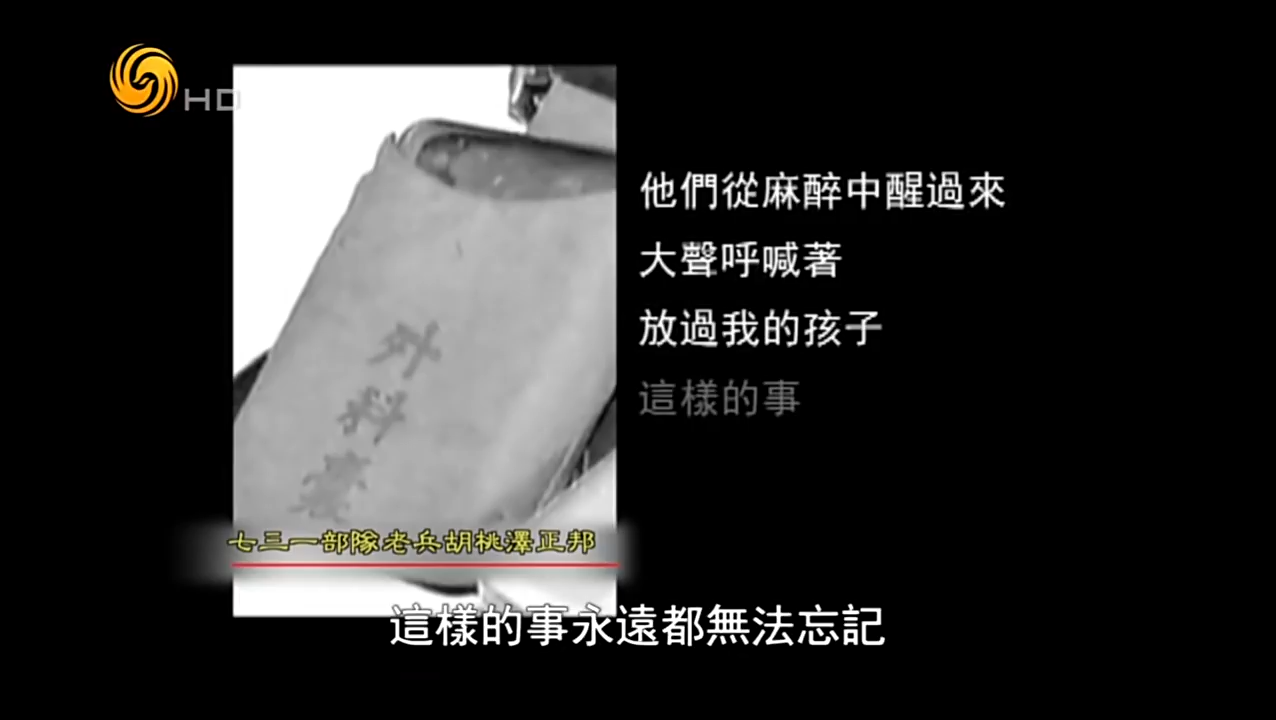 HD
他們從麻醉中醒過來
大聲呼喊著
放過我的孩子
這樣的事
外科
七三一部隊老兵胡桃澤正邦
這樣的事永遠都無法忘記